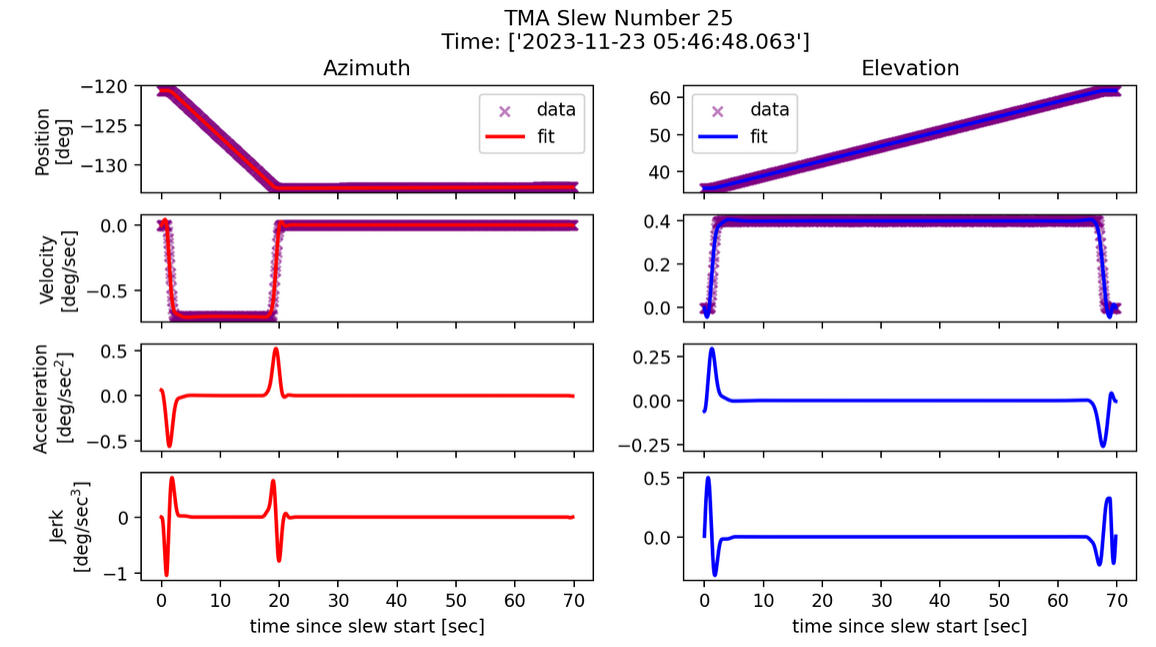 TMA Slew Number 25
Time: ['2023-11-23 05:46:48.063']
Azimuth
Elevation
Position
[deg]
−120
−125
−130
data
fit
60
50
40
data
fit
Velocity
[deg/sec]
0.0
−0.5
0.4
0.2
0.0
Acceleration
[deg/sec²]
0.5
0.0
−0.5
0.25
0.00
−0.25
Jerk
[deg/sec³]
0
−1
0.5
0.0
0 10 20 30 40 50 60 70
0 10 20 30 40 50 60 70
time since slew start [sec]
time since slew start [sec]